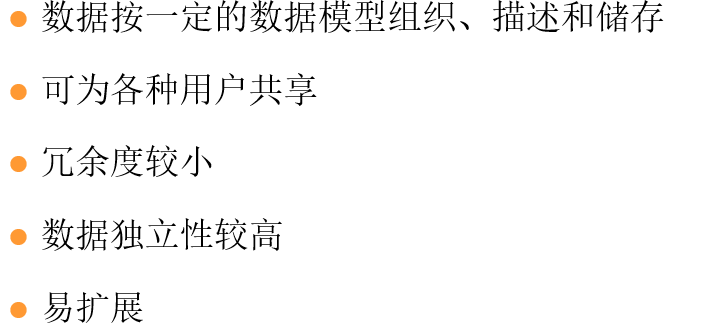 数据按一定的数据模型组织、描述和储存
可为各种用户共享
冗余度较小
数据独立性较高
易扩展